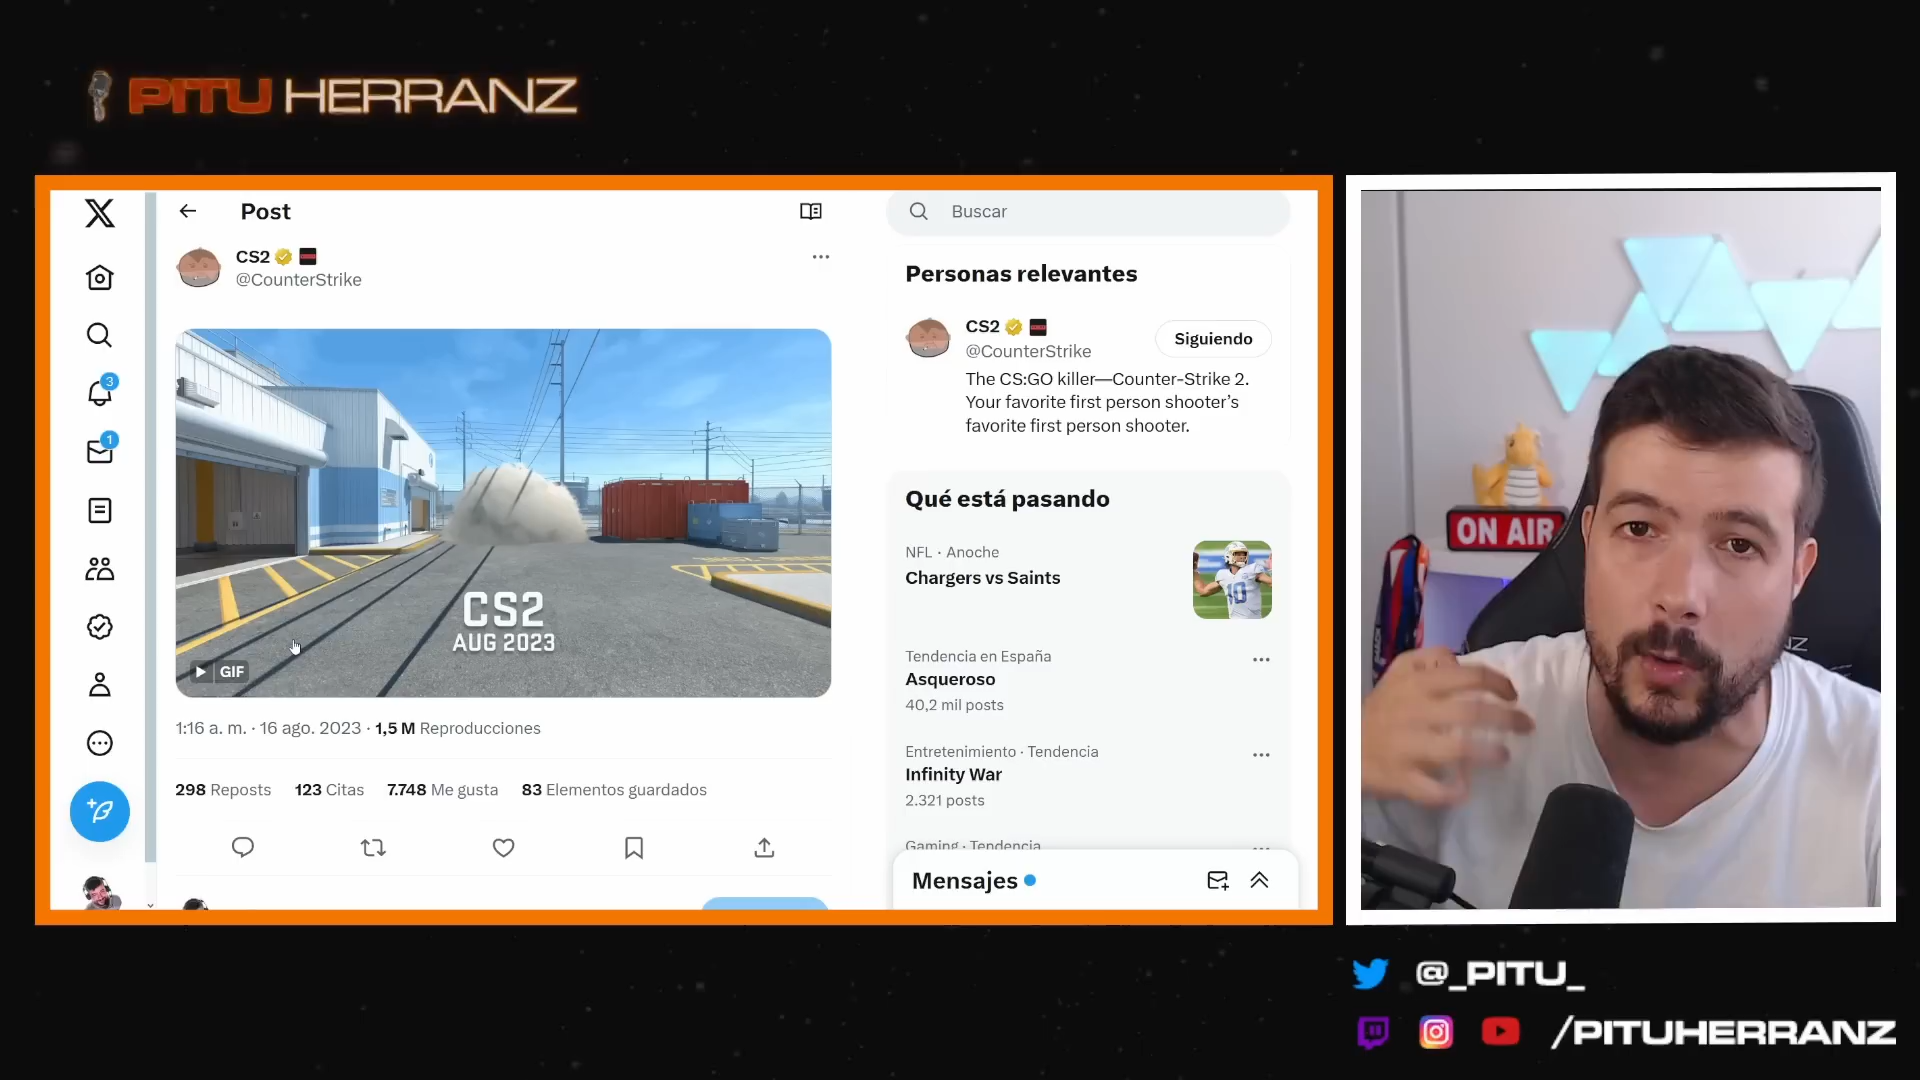 PITU HERRANZ
Post
CS2
@CounterStrike
CS2
AUG 2023
GIF
1:16 a. m. · 16 ago. 2023 · 1,5 M Reproducciones
298 Reposts 123 Citas 7.748 Me gusta 83 Elementos guardados
3
1
Buscar
Personas relevantes
CS2
@CounterStrike
Siguiendo
The CS:GO killer—Counter-Strike 2.
Your favorite first person shooter’s
favorite first person shooter.
Qué está pasando
NFL · Anoche
Chargers vs Saints
10
Tendencia en España
Asqueroso
40,2 mil posts
Entretenimiento · Tendencia
Infinity War
2.321 posts
Gaming · Tendencia
Mensajes
ON AIR
@_PITU_
/PITUHERRANZ